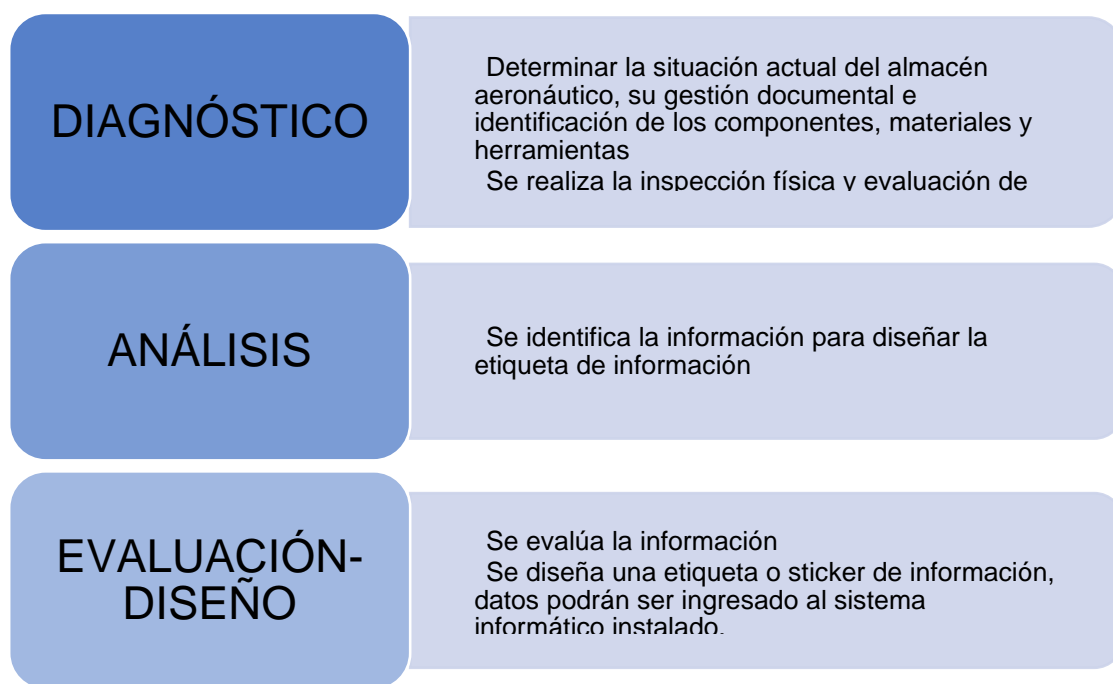 DIAGNÓSTICO
Determinar la situación actual del almacén
aeronáutico, su gestión documental e
identificación de los componentes, materiales y
herramientas
Se realiza la inspección física y evaluación de
ANÁLISIS
Se identifica la información para diseñar la
etiqueta de información
EVALUACIÓN-
DISEÑO
Se evalúa la información
Se diseña una etiqueta o sticker de información,
datos podrán ser ingresado al sistema
informático instalado.